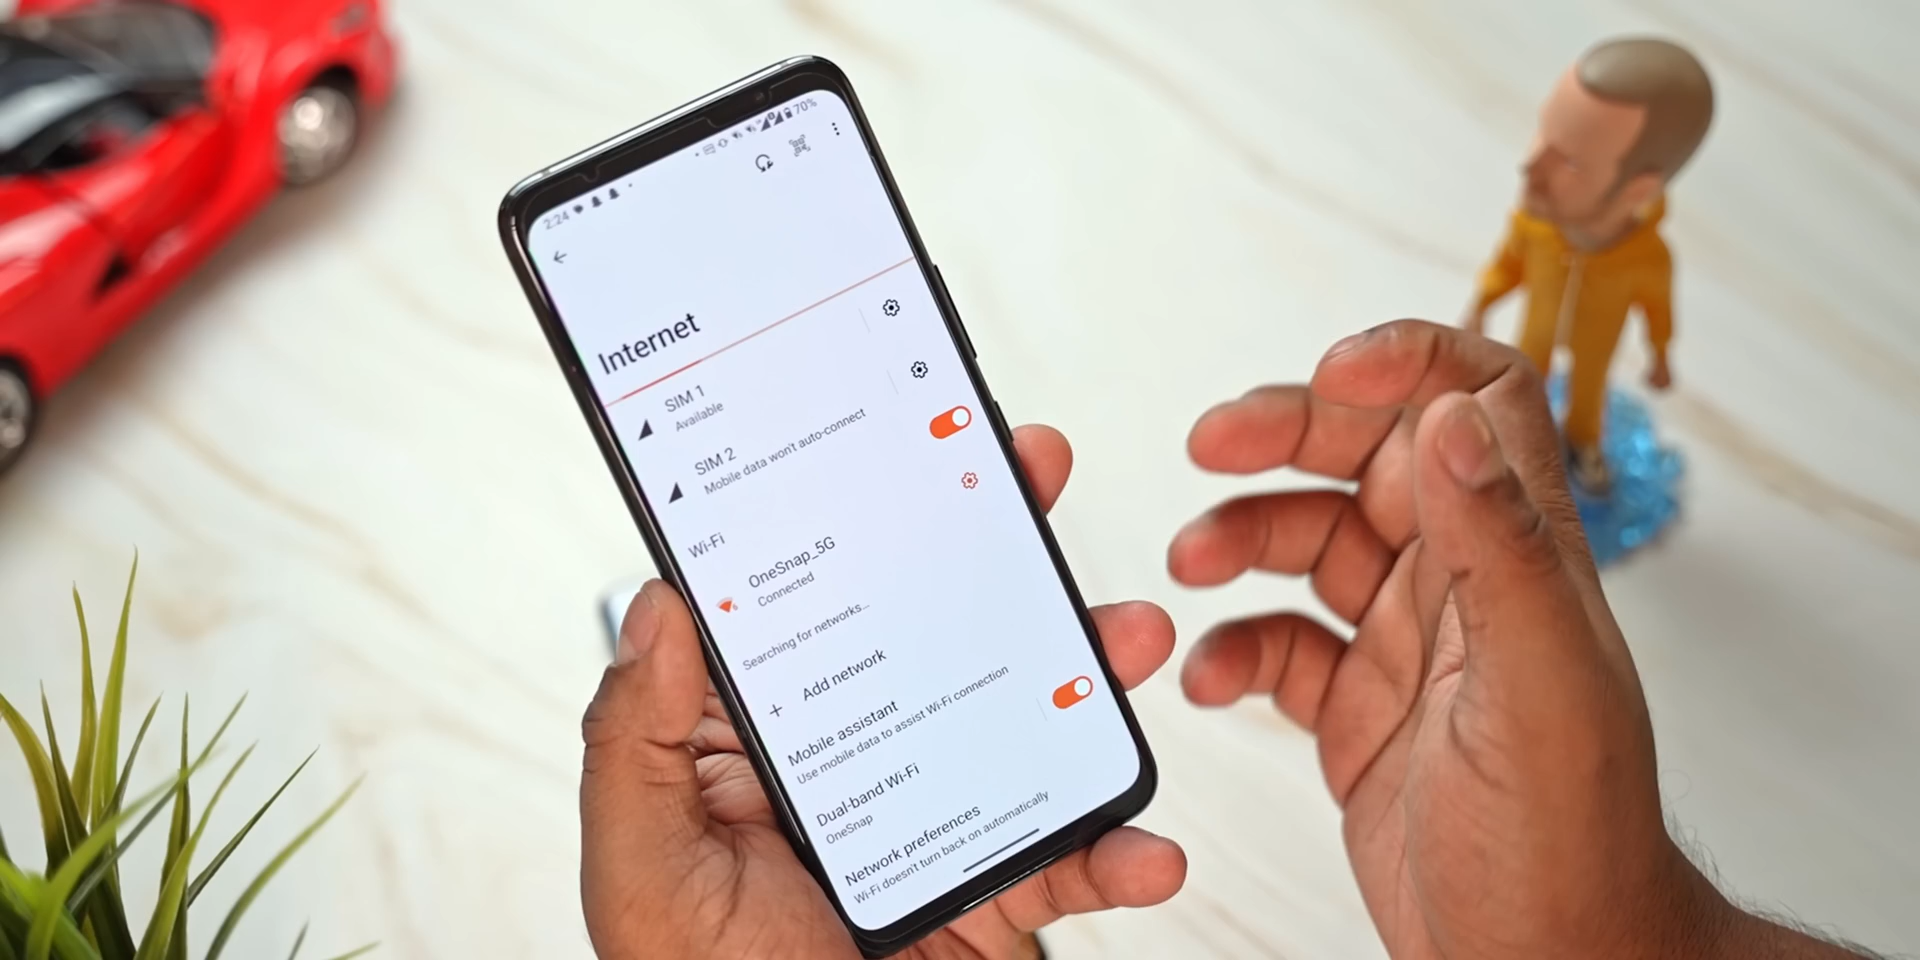 2:24
70%
Internet
SIM 1
Available
SIM 2
Mobile data won't auto-connect
Wi-Fi
OneSnap_5G
Connected
6
Searching for networks...
Add network
Mobile assistant
Use mobile data to assist Wi-Fi connection
Dual-band Wi-Fi
OneSnap
Network preferences
Wi-Fi doesn't turn back on automatically